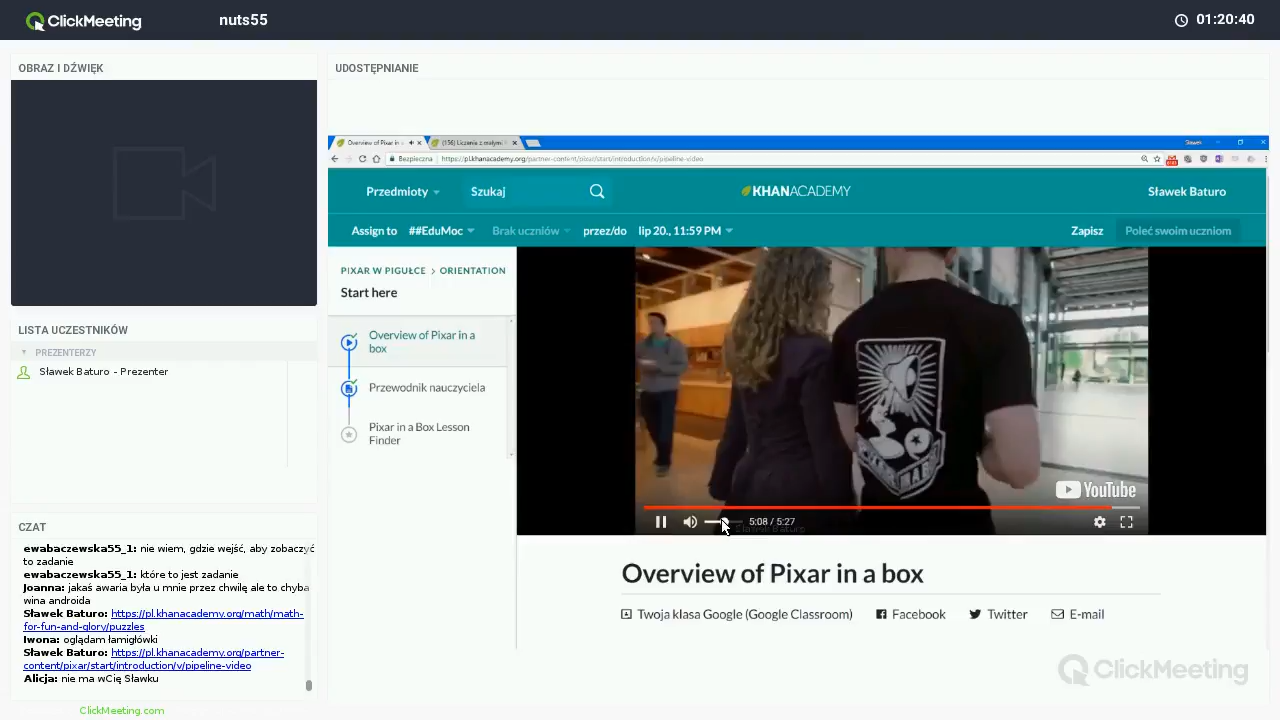 ClickMeeting
nuts55
01:20:40
OBRAZ I DŹWIĘK
LISTA UCZESTNIKÓW
PREZENTERZY
Sławek Baturo - Prezenter
CZAT
ewabaczewska55_1: nie wiem, gdzie wejść, aby zobaczyć
to zadanie
ewabaczewska55_1: które to jest zadanie
Joanna: jakaś awaria była u mnie przez chwilę ale to chyba
wina androida
Sławek Baturo: https://pl.khanacademy.org/math/math-
for-fun-and-glory/puzzles
Iwona: oglądam łamigłówki
Sławek Baturo: https://pl.khanacademy.org/partner-
content/pixar/start/introduction/v/pipeline-video
Alicja: nie ma wCię Sławku
ClickMeeting.com
UDOSTĘPNIANIE
Overview of Pixar in
(156) Liczenie z małymi
Sławek
Bezpieczna
https://pl.khanacademy.org/partner-content/pixar/start/introduction/v/pipeline-video
Przedmioty
Szukaj
KHANACADEMY
Sławek Baturo
Assign to ##EduMoc Brak uczniów przez/do lip 20., 11:59 PM Zapisz Poleć swoim uczniom
PIXAR W PIGUŁCE > ORIENTATION
Start here
Overview of Pixar in a
box
Przewodnik nauczyciela
Pixar in a Box Lesson
Finder
YouTube
5:08 / 5:27
Overview of Pixar in a box
Twoja klasa Google (Google Classroom) Facebook Twitter E-mail
ClickMeeting